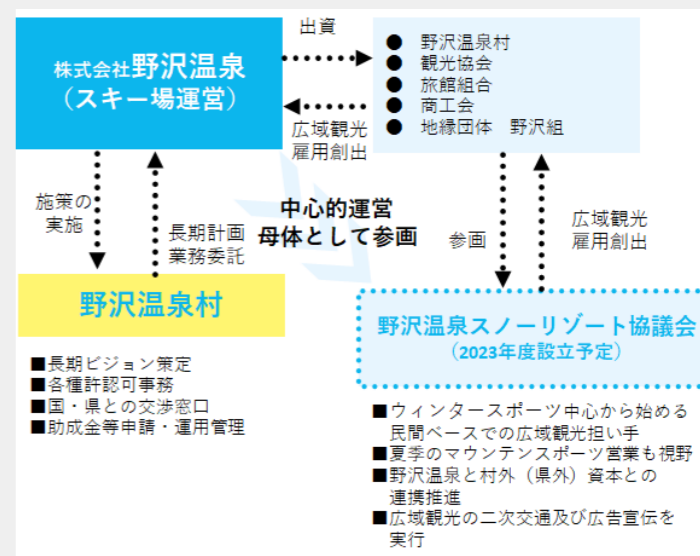 株式会社野沢温泉
（スキー場運営）
出資
● 野沢温泉村
● 観光協会
● 旅館組合
● 商工会
● 地縁団体　野沢組
広域観光
雇用創出
施策の
実施
長期計画
業務委託
中心的運営
母体として参画
参画
広域観光
雇用創出
野沢温泉村
■長期ビジョン策定
■各種許認可事務
■国・県との交渉窓口
■助成金等申請・運用管理
野沢温泉スノーリゾート協議会
（2023年度設立予定）
■ウィンタースポーツ中心から始める
民間ベースでの広域観光担い手
■夏季のマウンテンスポーツ営業も視野
■野沢温泉と村外（県外）資本との
連携推進
■広域観光の二次交通及び広告宣伝を
実行